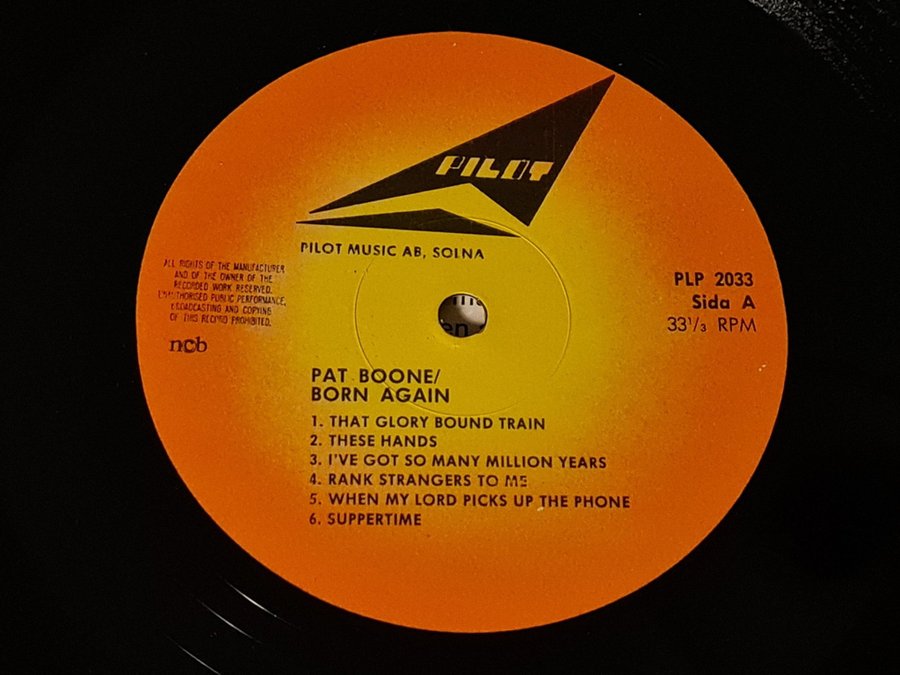 PILOT
PILOT MUSIC AB, SOLNA
ALL RIGHTS OF THE MANUFACTURER
AND OF THE OWNER OF THE
RECORDED WORK RESERVED.
UNAUTHORISED PUBLIC PERFORMANCE,
BROADCASTING AND COPYING
OF THIS RECORD PROHIBITED.
ncb
PLP 2033
Sida A
33 1/3 RPM
PAT BOONE/
BORN AGAIN
1. THAT GLORY BOUND TRAIN
2. THESE HANDS
3. I'VE GOT SO MANY MILLION YEARS
4. RANK STRANGERS TO ME
5. WHEN MY LORD PICKS UP THE PHONE
6. SUPPERTIME